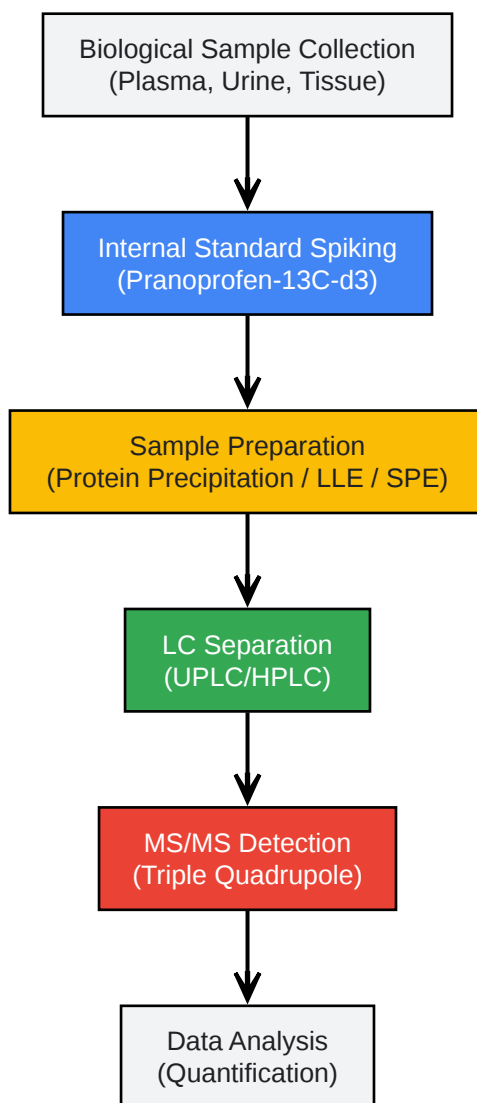 Biological Sample Collection
(Plasma, Urine, Tissue)
Internal Standard Spiking
(Pranoprofen-13C-d3)
Sample Preparation
(Protein Precipitation / LLE / SPE)
LC Separation
(UPLC/HPLC)
MS/MS Detection
(Triple Quadrupole)
Data Analysis
(Quantification)